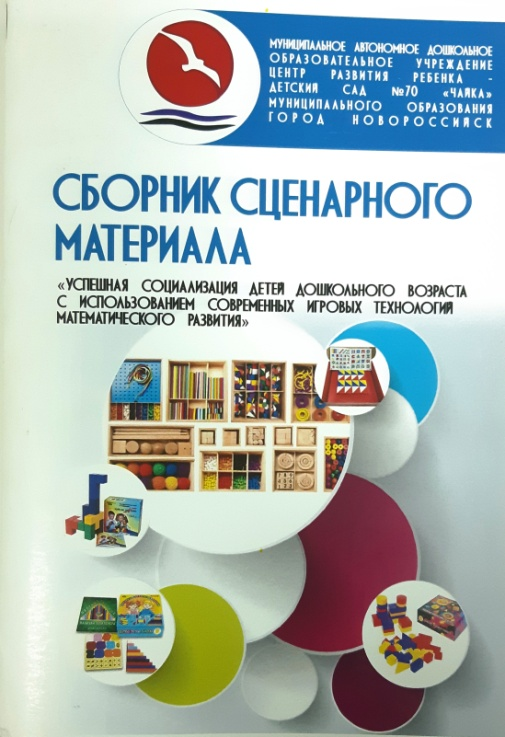 МУНИЦИПАЛЬНОЕ АВТОНОМНОЕ ДОШКОЛЬНОЕ
ОБРАЗОВАТЕЛЬНОЕ УЧРЕЖДЕНИЕ
ЦЕНТР РАЗВИТИЯ РЕБЕНКА -
ДЕТСКИЙ САД №70 «ЧАЙКА»
МУНИЦИПАЛЬНОГО ОБРАЗОВАНИЯ
ГОРОД НОВОРОССИЙСК
СБОРНИК СЦЕНАРНОГО
МАТЕРИАЛА
«УСПЕШНАЯ СОЦИАЛИЗАЦИЯ ДЕТЕЙ ДОШКОЛЬНОГО ВОЗРАСТА
С ИСПОЛЬЗОВАНИЕМ СОВРЕМЕННЫХ ИГРОВЫХ ТЕХНОЛОГИЙ
МАТЕМАТИЧЕСКОГО РАЗВИТИЯ»